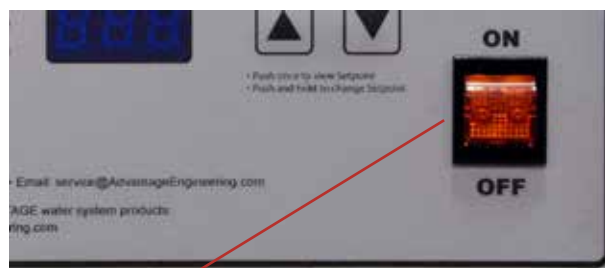 888
ON
• Push once to view Setpoint
• Push and hold to change Setpoint
• Email: service@AdvantageEngineering.com
TAGE water system products
ring.com
OFF